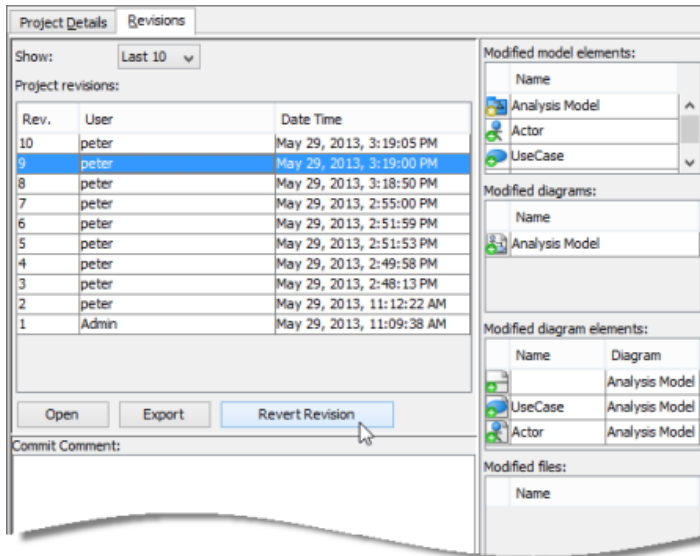 Project Details Revisions
Show: Last 10
Project revisions:
Rev. User Date Time
10 peter May 29, 2013, 3:19:05 PM
9 peter May 29, 2013, 3:19:00 PM
8 peter May 29, 2013, 3:18:50 PM
7 peter May 29, 2013, 2:55:00 PM
6 peter May 29, 2013, 2:51:59 PM
5 peter May 29, 2013, 2:51:53 PM
4 peter May 29, 2013, 2:49:58 PM
3 peter May 29, 2013, 2:48:13 PM
2 peter May 29, 2013, 11:12:22 AM
1 Admin May 29, 2013, 11:09:38 AM
Open Export Revert Revision
Commit Comment:
Modified model elements:
Name
Analysis Model
Actor
UseCase
Modified diagrams:
Name
Analysis Model
Modified diagram elements:
Name Diagram
Analysis Model
UseCase Analysis Model
Actor Analysis Model
Modified files:
Name